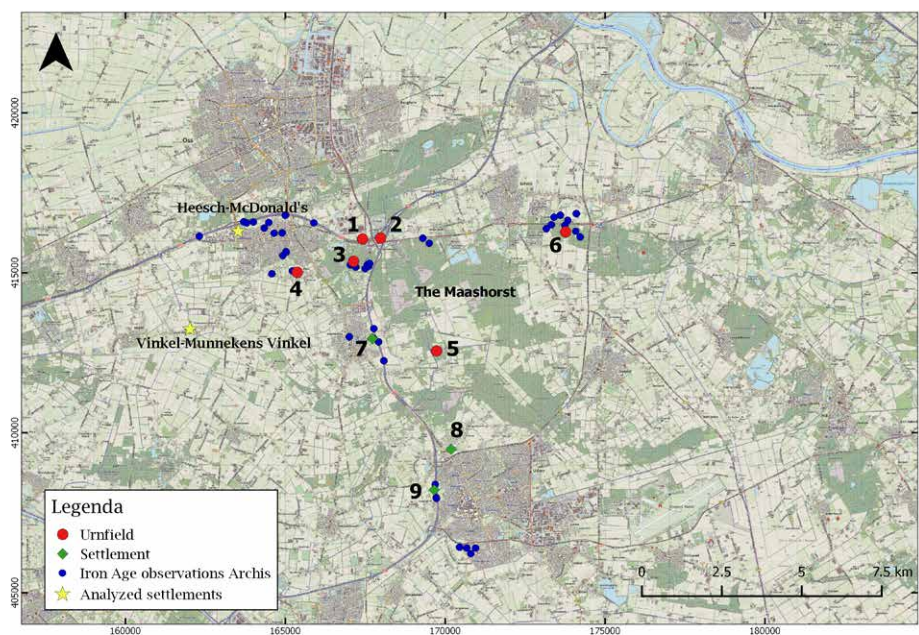 420000
415000
410000
405000
Oss
Heesch-McDonald's
1
2
3
4
6
The Maashorst
Vinkel-Munnekens Vinkel
7
5
8
9
Legenda
Urnfield
Settlement
Iron Age observations Archis
Analyzed settlements
0 2.5 5 7.5 km
160000 165000 170000 175000 180000